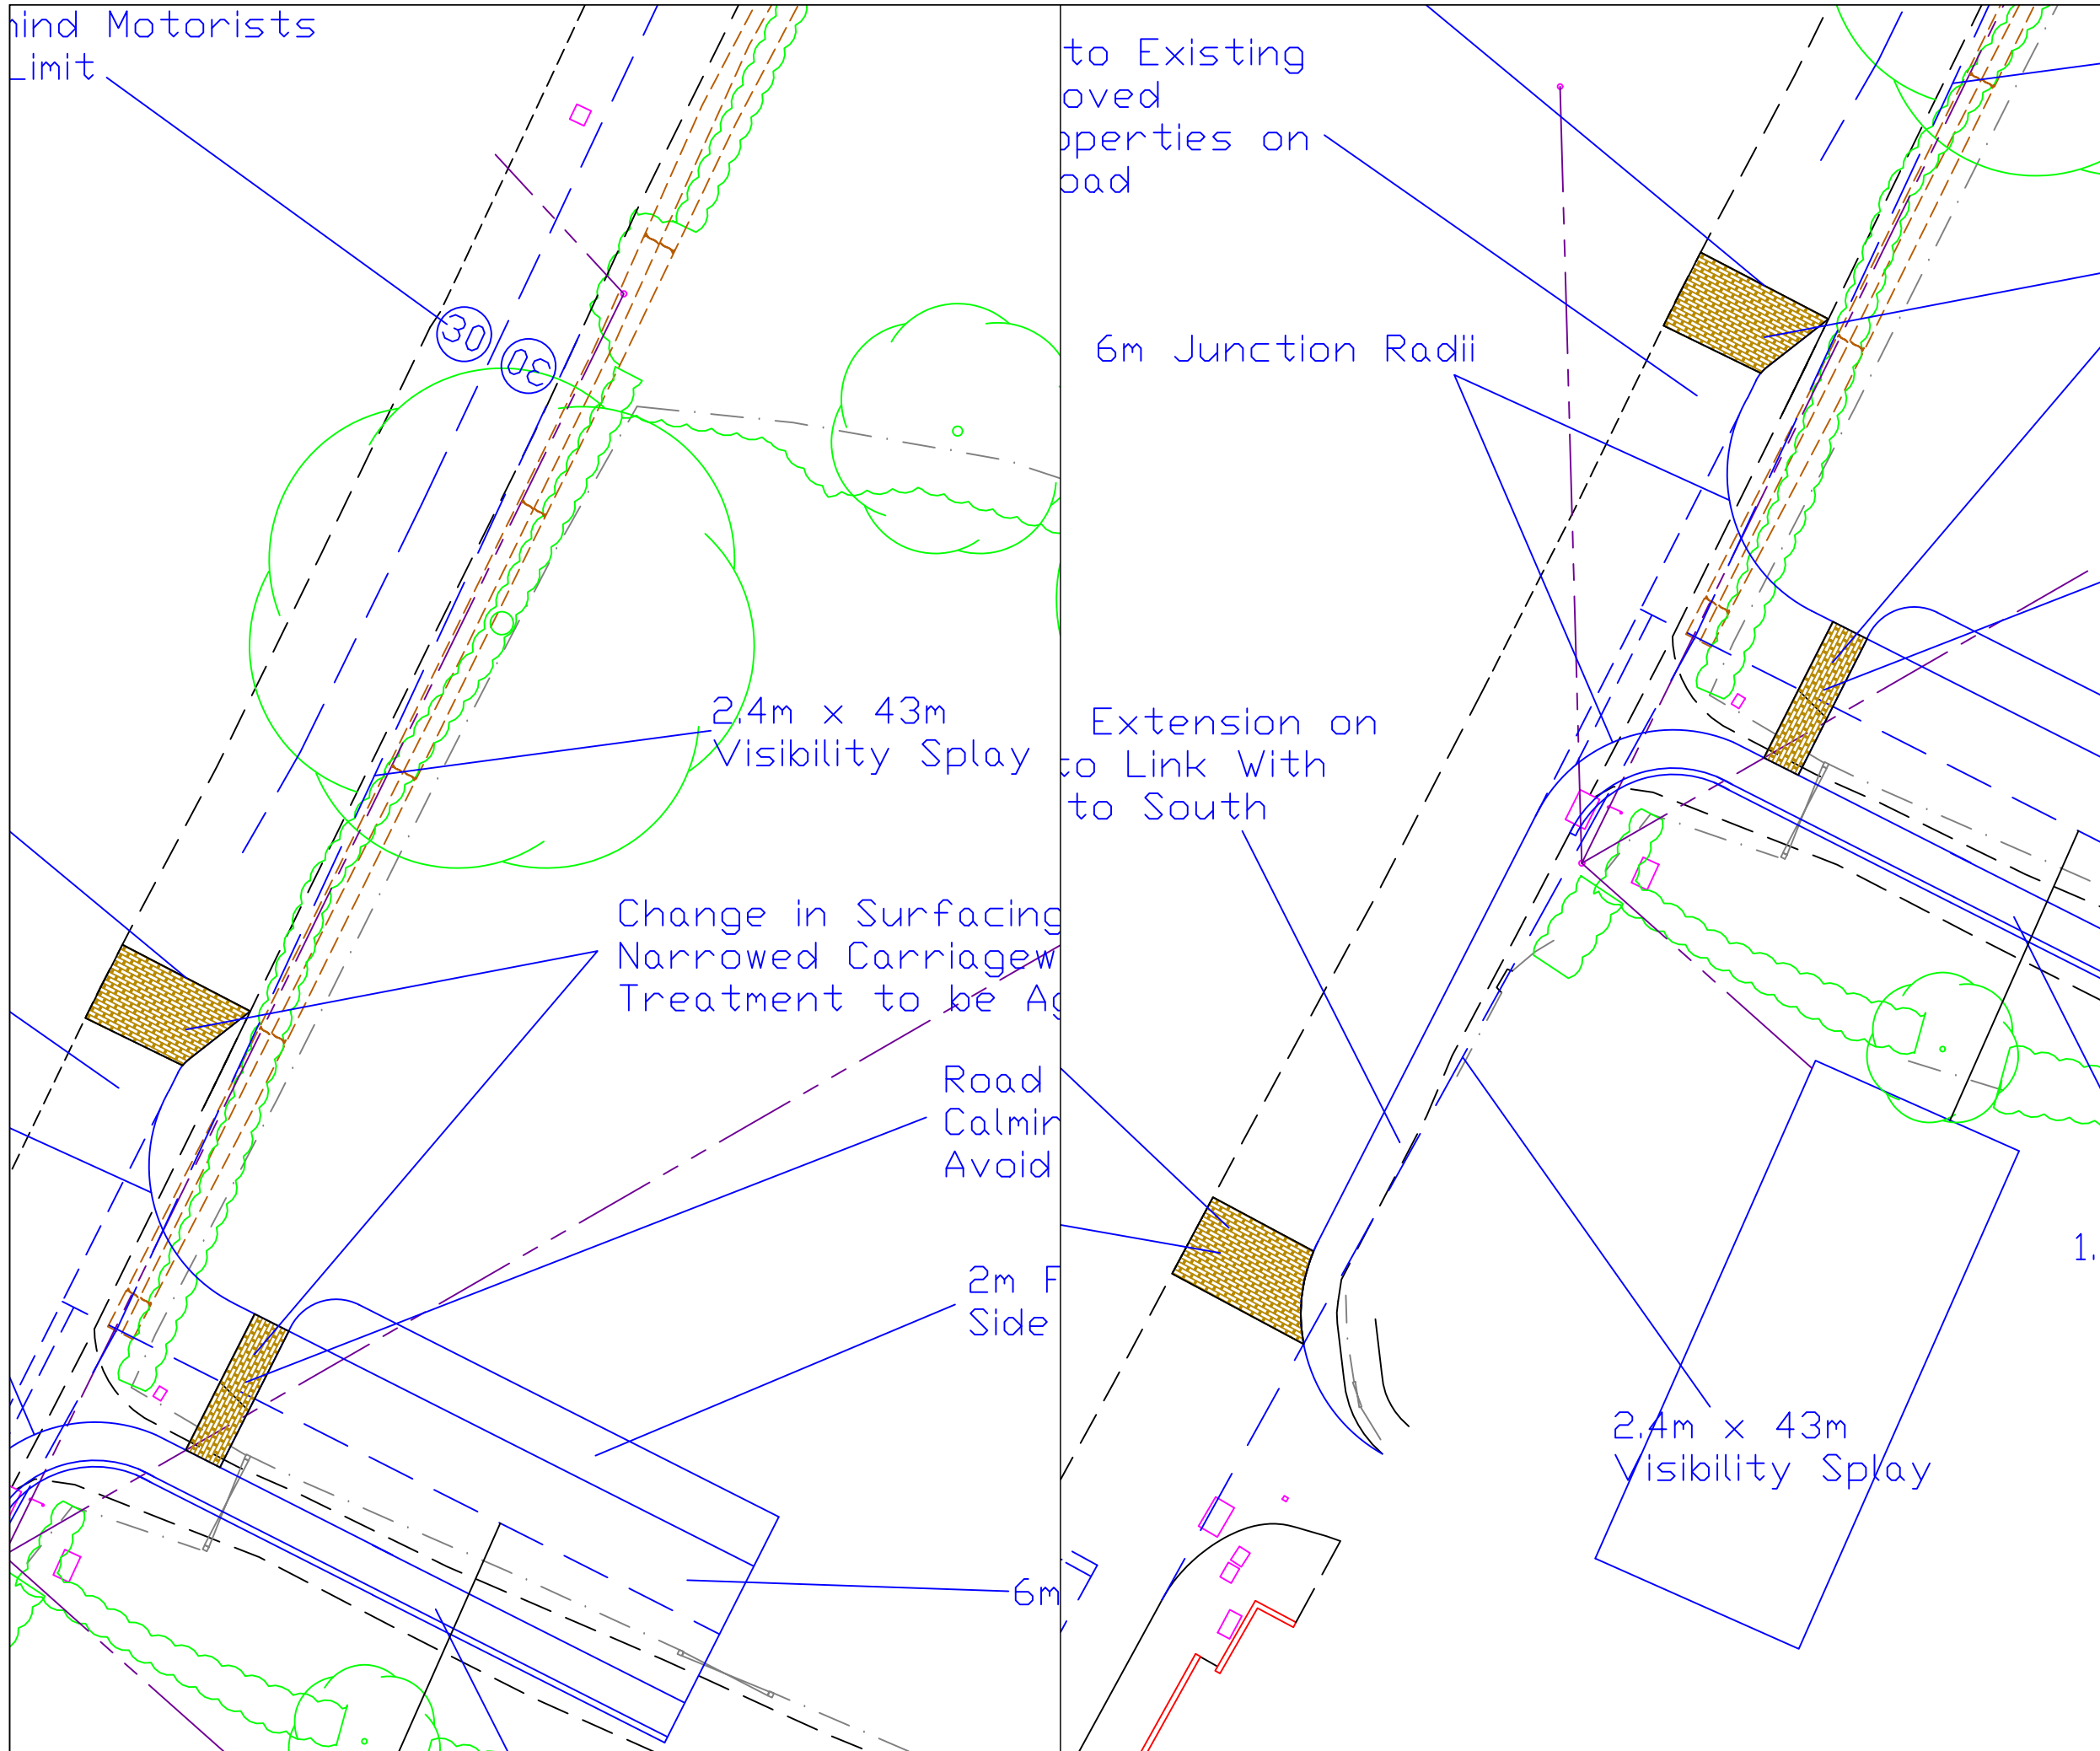 hind Motorists
Limit
30
30
2.4m x 43m
Visibility Splay
Change in Surfacing
Narrowed Carriagew
Treatment to be Ag
Road
Calmin
Avoid
2m F
Side
6m
to Existing
oved
operties on
oad
6m Junction Radii
Extension on
to Link With
to South
2.4m x 43m
Visibility Splay
1.